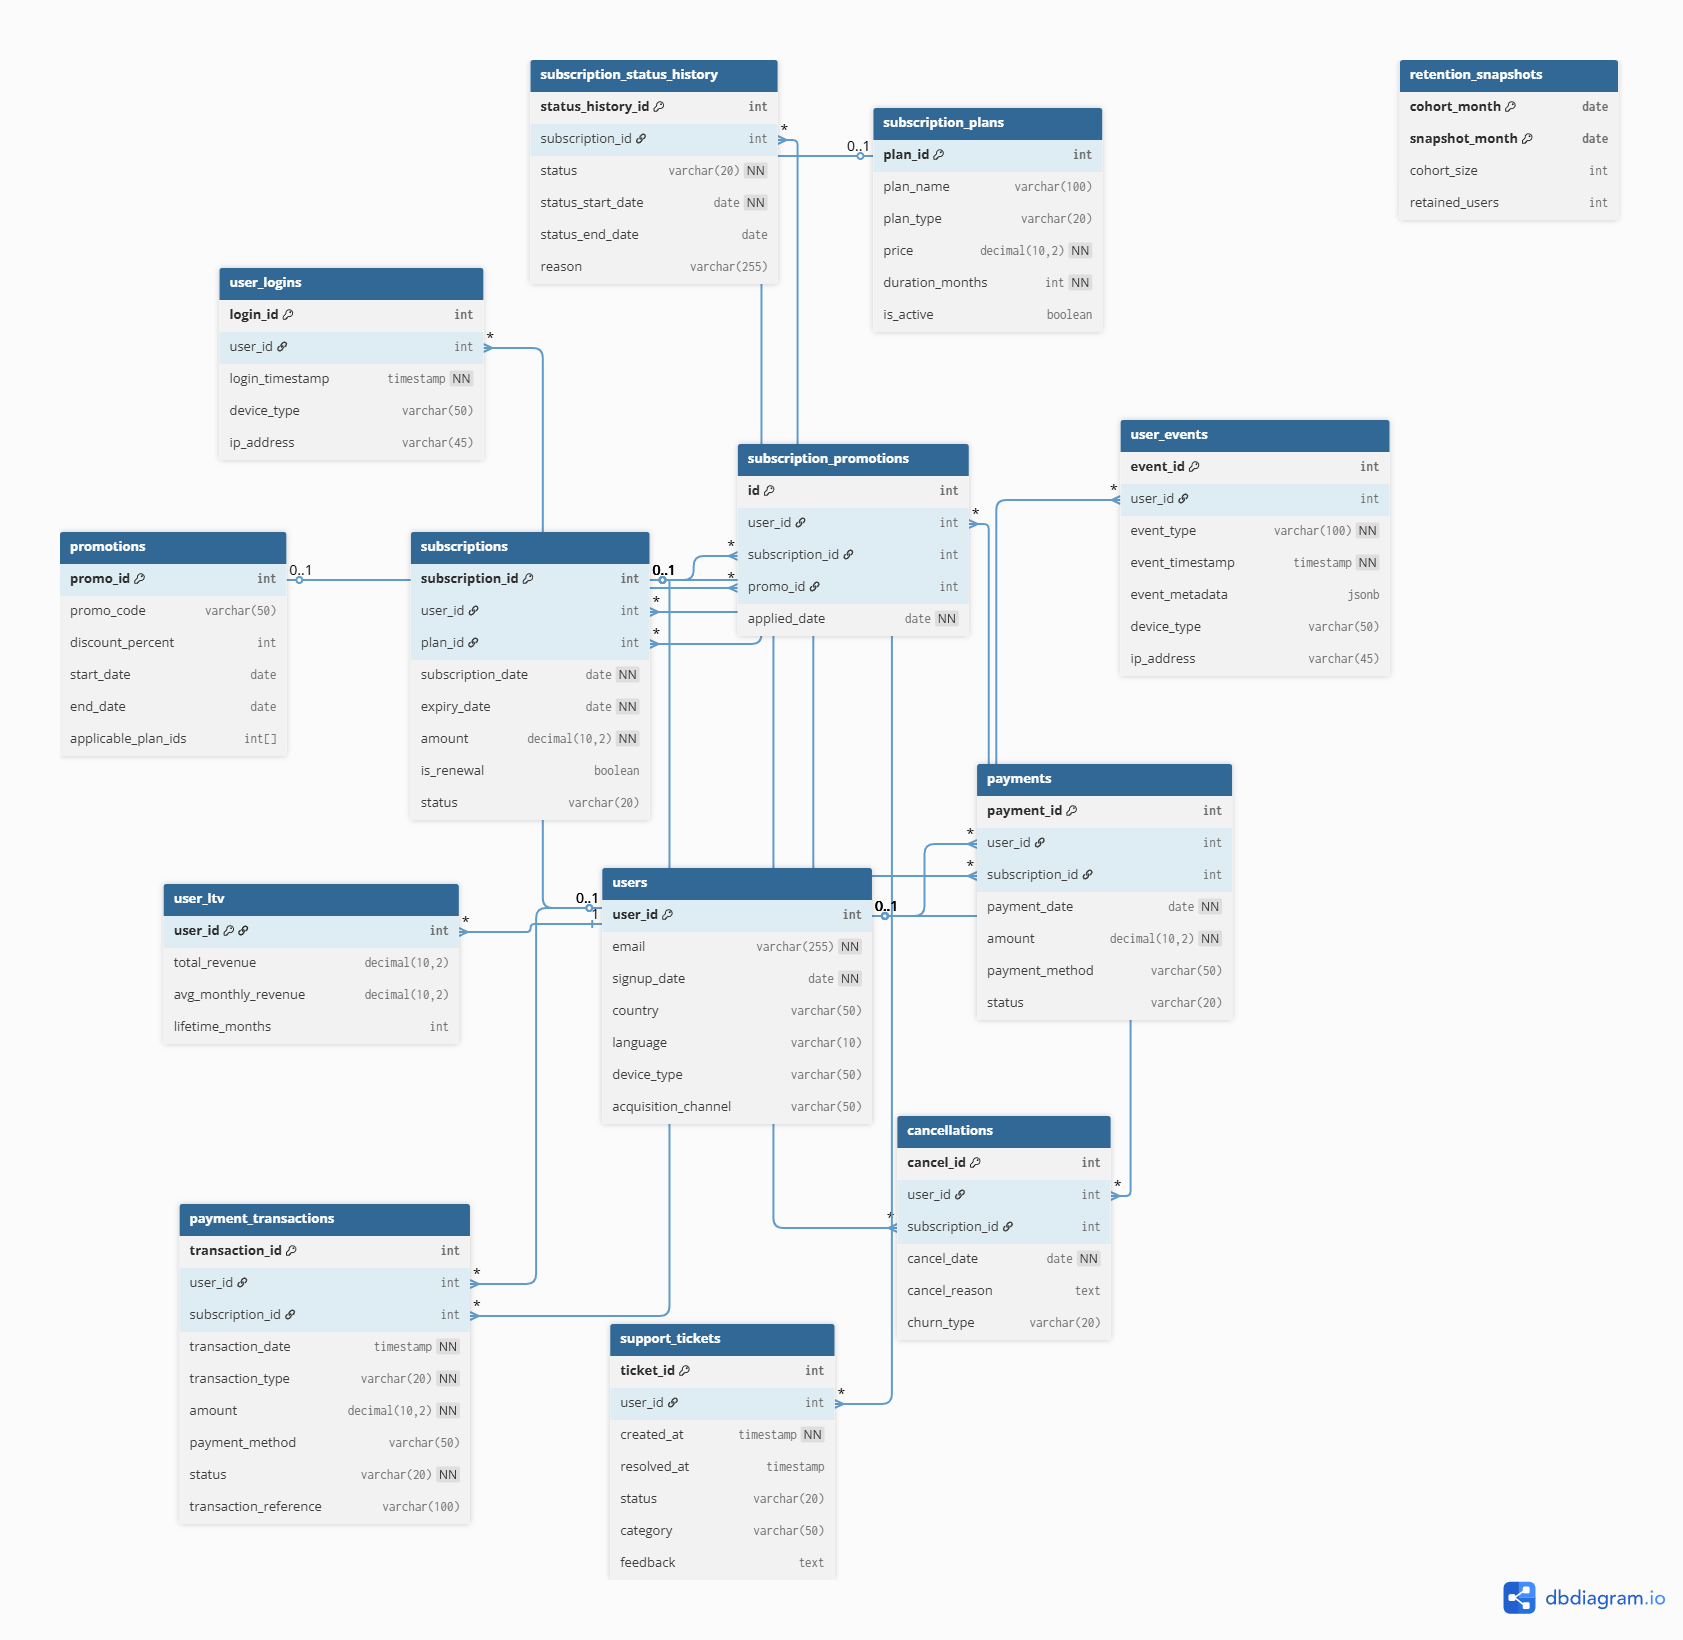 subscription_status_history
status_history_id int
subscription_id int
status varchar(20) NN
status_start_date date NN
status_end_date date
reason varchar(255)
*
0..1
subscription_plans
plan_id int
plan_name varchar(100)
plan_type varchar(20)
price decimal(10,2) NN
duration_months int NN
is_active boolean
retention_snapshots
cohort_month date
snapshot_month date
cohort_size int
retained_users int
user_logins
login_id int
user_id int
login_timestamp timestamp NN
device_type varchar(50)
ip_address varchar(45)
*
subscription_promotions
id int
user_id int
subscription_id int
promo_id int
applied_date date NN
*
*
*
user_events
event_id int
user_id int
event_type varchar(100) NN
event_timestamp timestamp NN
event_metadata jsonb
device_type varchar(50)
ip_address varchar(45)
*
promotions
promo_id int
promo_code varchar(50)
discount_percent int
start_date date
end_date date
applicable_plan_ids int[]
0..1
subscriptions
subscription_id int
user_id int
plan_id int
subscription_date date NN
expiry_date date NN
amount decimal(10,2) NN
is_renewal boolean
status varchar(20)
0..1
*
*
payments
payment_id int
user_id int
subscription_id int
payment_date date NN
amount decimal(10,2) NN
payment_method varchar(50)
status varchar(20)
*
*
user_ltv
user_id int
total_revenue decimal(10,2)
avg_monthly_revenue decimal(10,2)
lifetime_months int
*
0..1
1
users
user_id int
email varchar(255) NN
signup_date date NN
country varchar(50)
language varchar(10)
device_type varchar(50)
acquisition_channel varchar(50)
0..1
cancellations
cancel_id int
user_id int
subscription_id int
cancel_date date NN
cancel_reason text
churn_type varchar(20)
*
*
payment_transactions
transaction_id int
user_id int
subscription_id int
transaction_date timestamp NN
transaction_type varchar(20) NN
amount decimal(10,2) NN
payment_method varchar(50)
status varchar(20) NN
transaction_reference varchar(100)
*
*
support_tickets
ticket_id int
user_id int
created_at timestamp NN
resolved_at timestamp
status varchar(20)
category varchar(50)
feedback text
*
dbdiagram.io